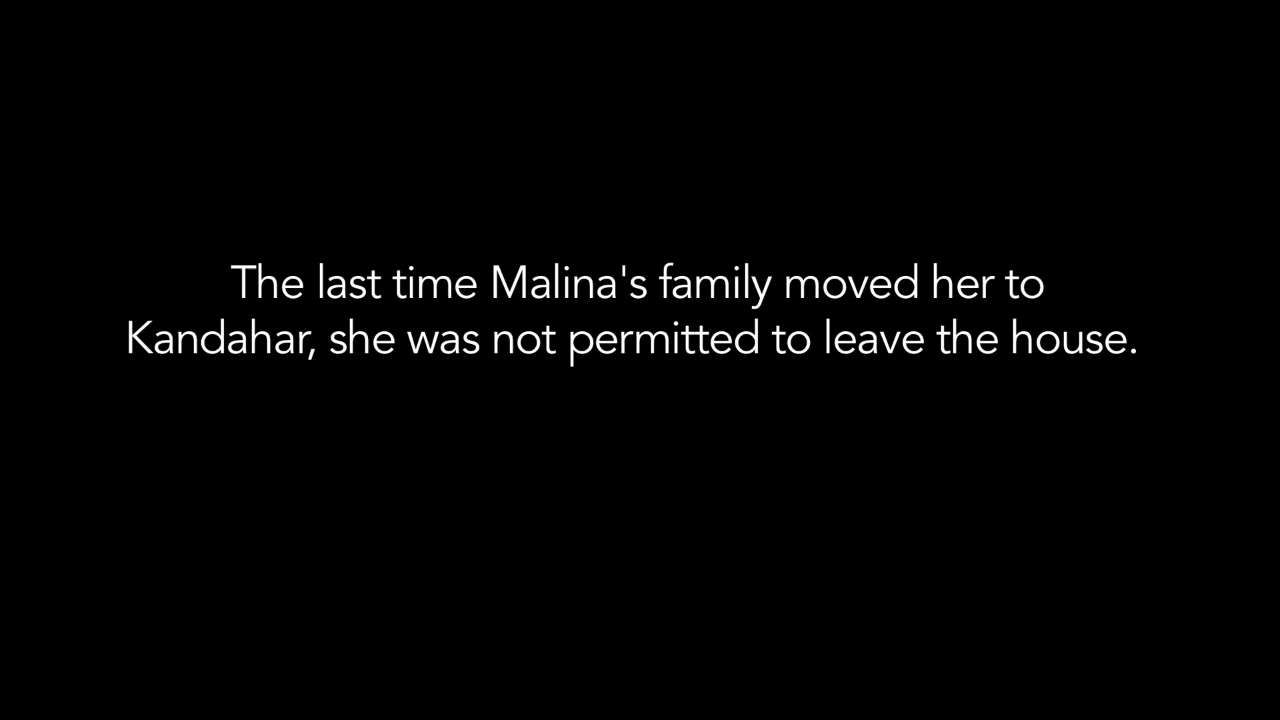 The last time Malina's family moved her to
Kandahar, she was not permitted to leave the house.